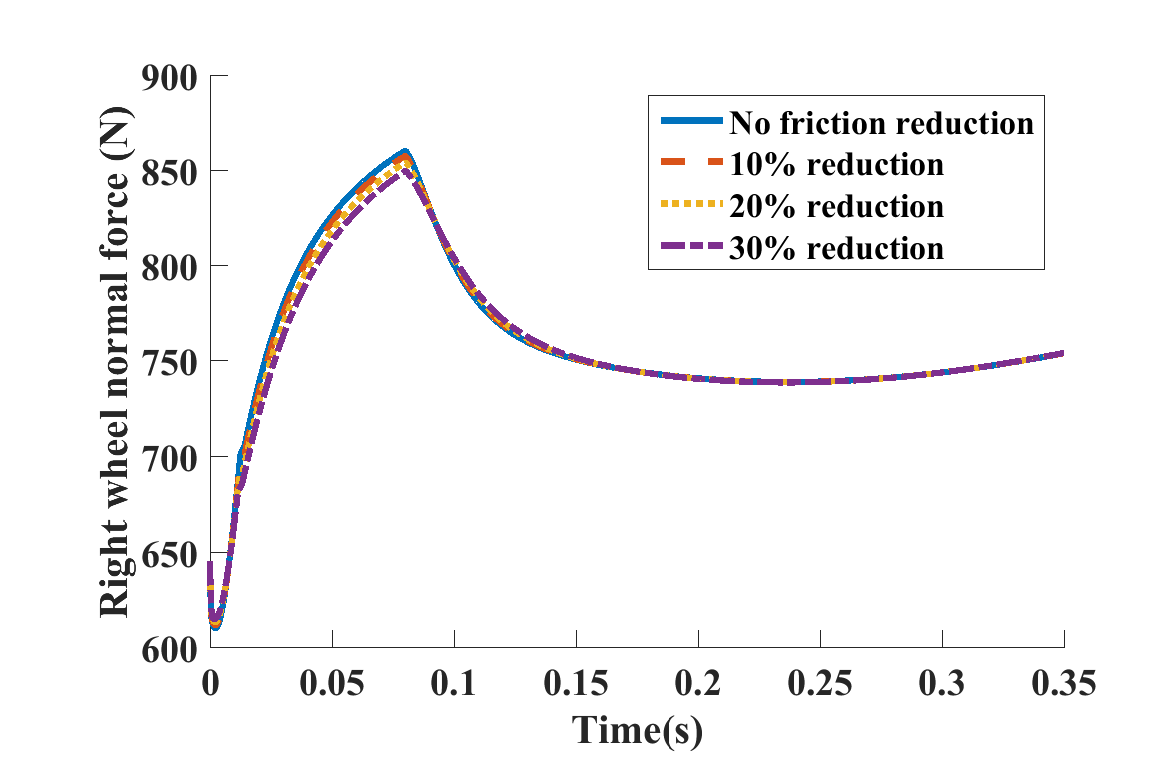 Right wheel normal force (N)
900
850
800
750
700
650
600
No friction reduction
10% reduction
20% reduction
30% reduction
0 0.05 0.1 0.15 0.2 0.25 0.3 0.35
Time(s)